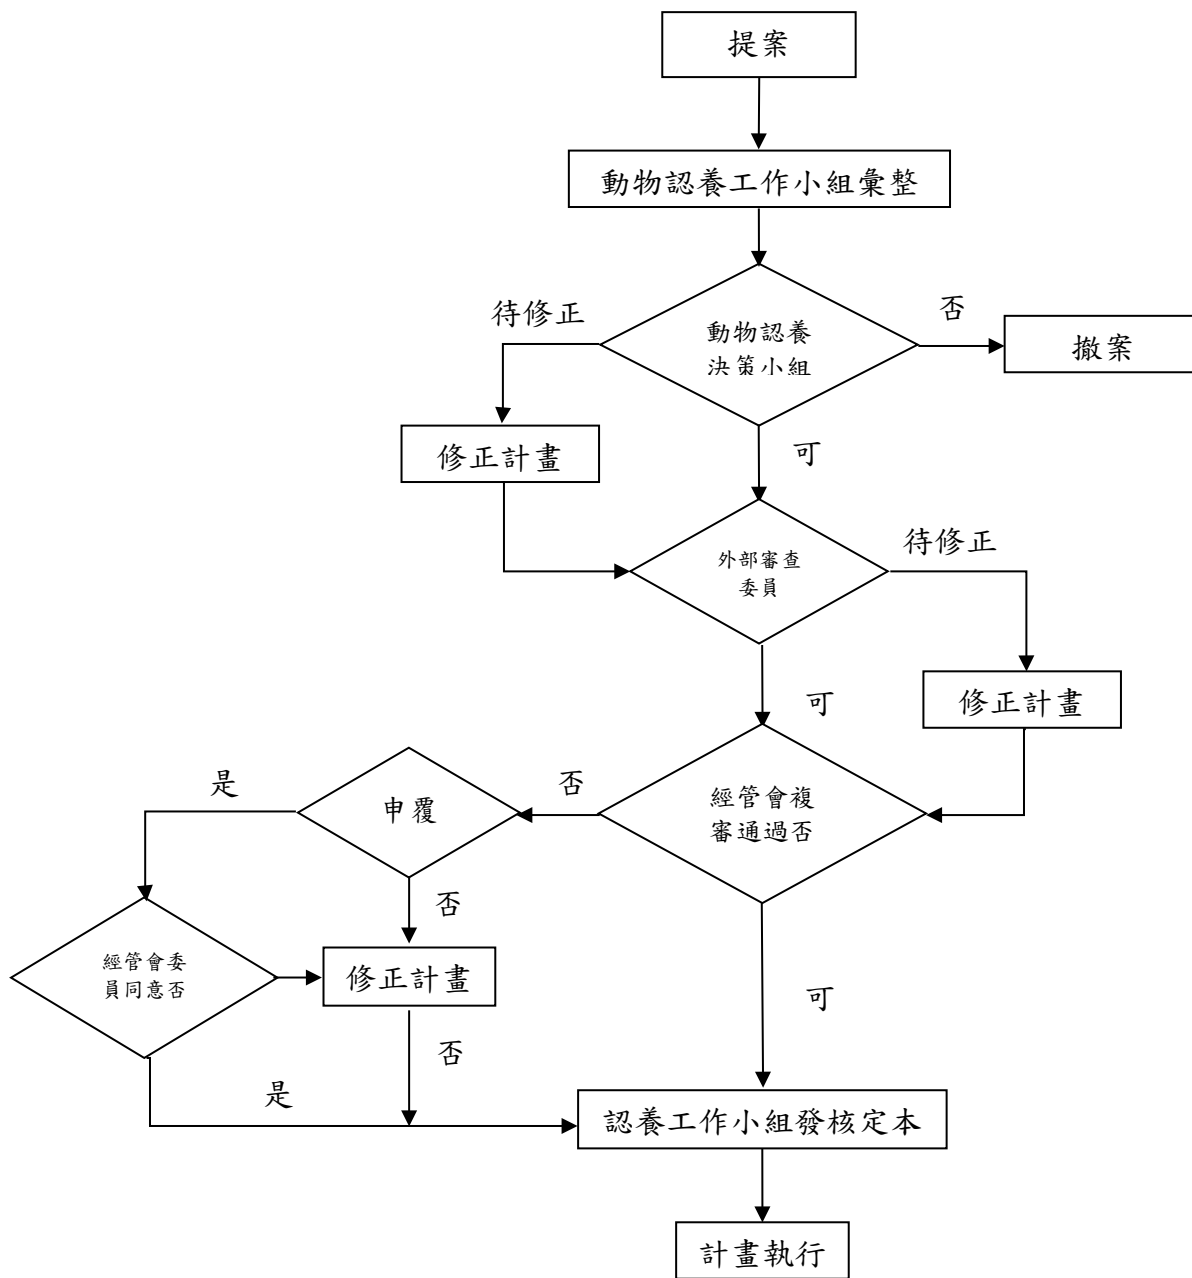 提案
動物認養工作小組彙整
待修正
否
動物認養
決策小組
撤案
修正計畫
可
待修正
外部審查
委員
修正計畫
可
是
否
申覆
經管會複
審通過否
否
經管會委
員同意否
修正計畫
可
否
是
認養工作小組發核定本
計畫執行